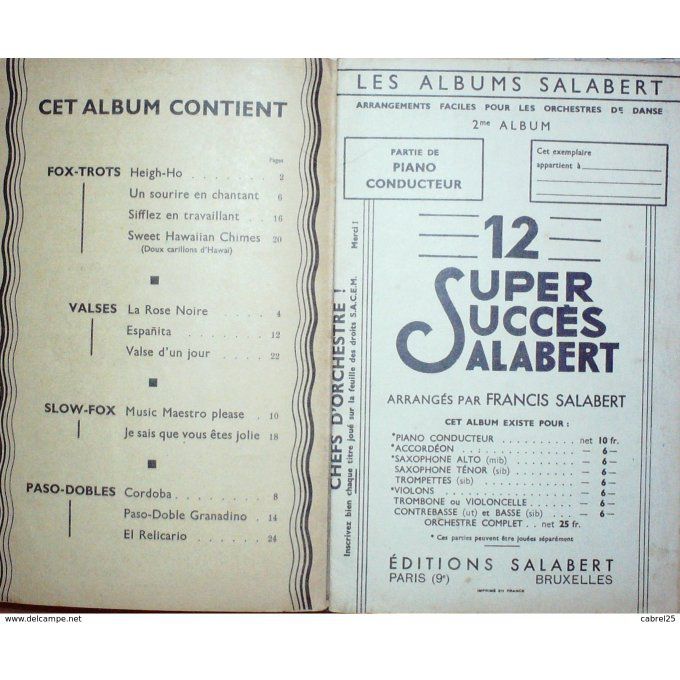 CET ALBUM CONTIENT
Pages
FOX-TROTS Heigh-Ho . . . . . . . . 2
Un sourire en chantant 6
Sifflez en travaillant . . . 16
Sweet Hawaiian Chimes 20
(Doux carillons d'Hawaï)
VALSES La Rose Noire . . . . . . . 4
Españita . . . . . . . 12
Valse d'un jour . . . . . 22
SLOW-FOX Music Maestro please . 10
Je sais que vous êtes jolie 18
PASO-DOBLES Cordoba . . . . . . . . 8
Paso-Doble Granadino . 14
El Relicario . . . . . . . 24
CHEFS D'ORCHESTRE !
Inscrivez bien chaque titre joué sur la feuille des droits S.A.C.E.M. Merci !
LES ALBUMS SALABERT
ARRANGEMENTS FACILES POUR LES ORCHESTRES DE DANSE
2me ALBUM
PARTIE DE
PIANO
CONDUCTEUR
Cet exemplaire
appartient à
12
SUPER
SUCCÈS
SALABERT
ARRANGÉS PAR FRANCIS SALABERT
CET ALBUM EXISTE POUR :
*PIANO CONDUCTEUR . . . . . . . . . net 10 fr.
*ACCORDÉON . . . . . . . . . — 6 —
*SAXOPHONE ALTO (mib) . . . . . . . — 6 —
SAXOPHONE TÉNOR (sib) . . . . . . . — 6 —
TROMPETTES (sib) . . . . . . . — 6 —
*VIOLONS . . . . . . . . . — 6 —
TROMBONE ou VIOLONCELLE . . . . . — 6 —
CONTREBASSE (ut) et BASSE (sib) . . . — 6 —
ORCHESTRE COMPLET . . net 25 fr.
* Ces parties peuvent être jouées séparément
ÉDITIONS SALABERT
PARIS (9e) BRUXELLES
IMPRIMÉ EN FRANCE
www.delcampe.net
cabrel25